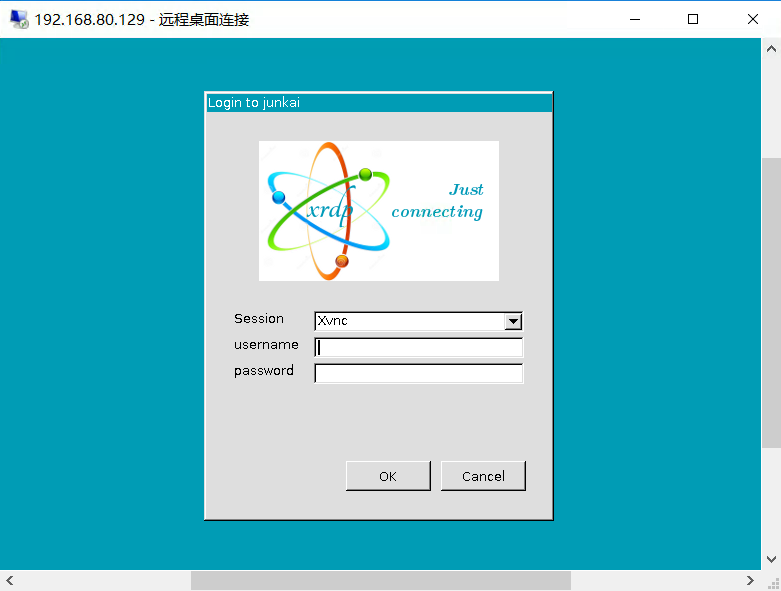 192.168.80.129 - 远程桌面连接
Login to junkai
xrdp
Just
connecting
Session Xvnc
username
password
OK Cancel